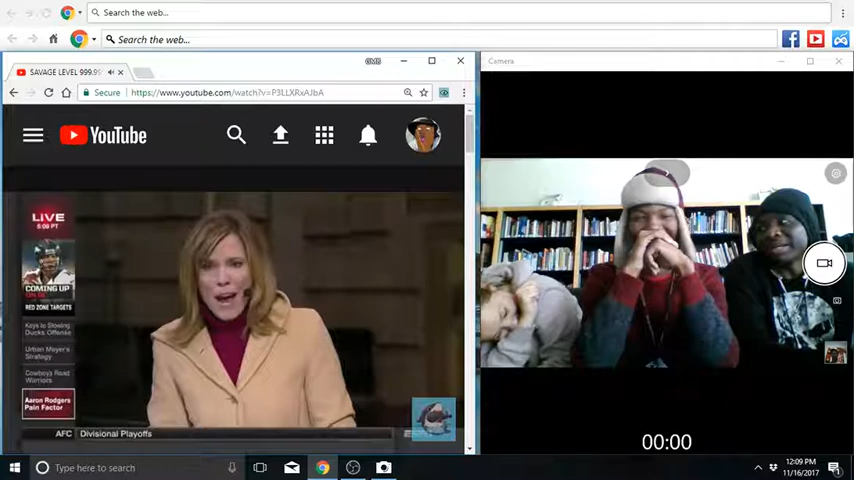 Search the web...
Search the web...
SAVAGE LEVEL 999.99
GMB
Camera
Secure
https://www.youtube.com/watch?v=P3LLXRxAJbA
YouTube
LIVE
5:09 PT
COMING UP
RED ZONE TARGETS
Keys to Slowing
Ducks Offense
Urban Meyer's
Strategy
Cowboys Road
Warriors
Aaron Rodgers
Pain Factor
AFC Divisional Playoffs
ESPN
00:00
Type here to search
12:09 PM
11/16/2017